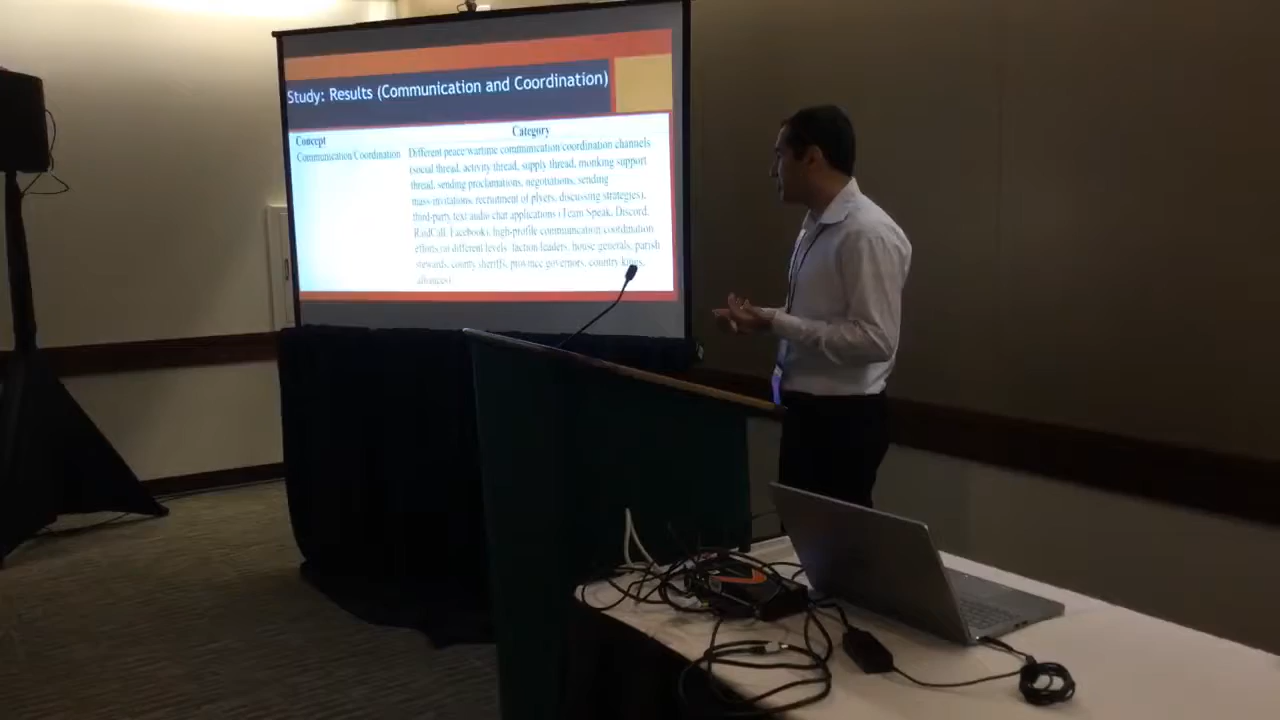 Study: Results (Communication and Coordination)
Concept
Category
Communication/Coordination
Different peace/wartime communication/coordination channels
(social thread, activity thread, supply thread, monking support
thread, sending proclamations, negotiations, sending
mass-invitations, recruitment of plyers, discussing strategies),
third-party text/audio chat applications (Team Speak, Discord,
RaidCall, Facebook), high-profile communication/coordination
efforts on different levels: faction leaders, house generals, parish
stewards, county sheriffs, province governors, country kings,
alliances)